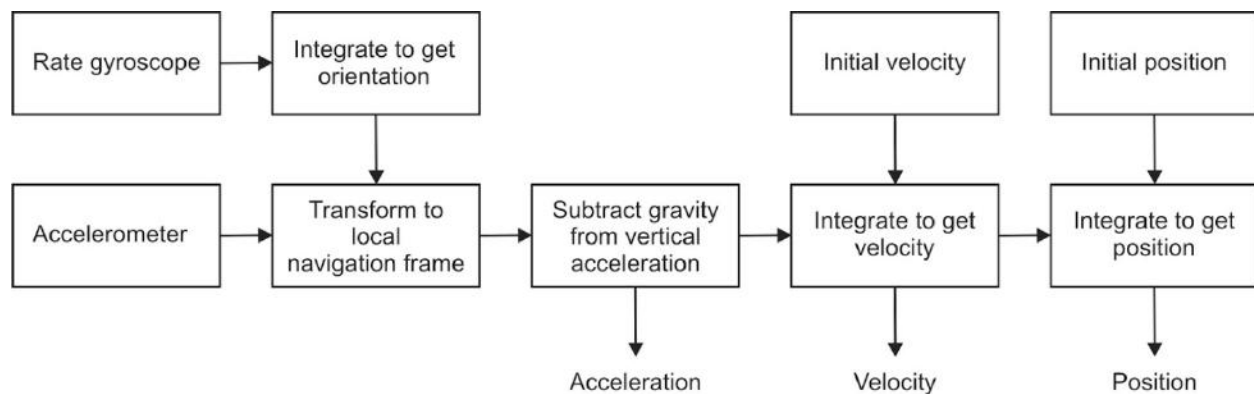 Rate gyroscope
Integrate to get
orientation
Initial velocity
Initial position
Accelerometer
Transform to
local
navigation frame
Subtract gravity
from vertical
acceleration
Integrate to get
velocity
Integrate to get
position
Acceleration
Velocity
Position